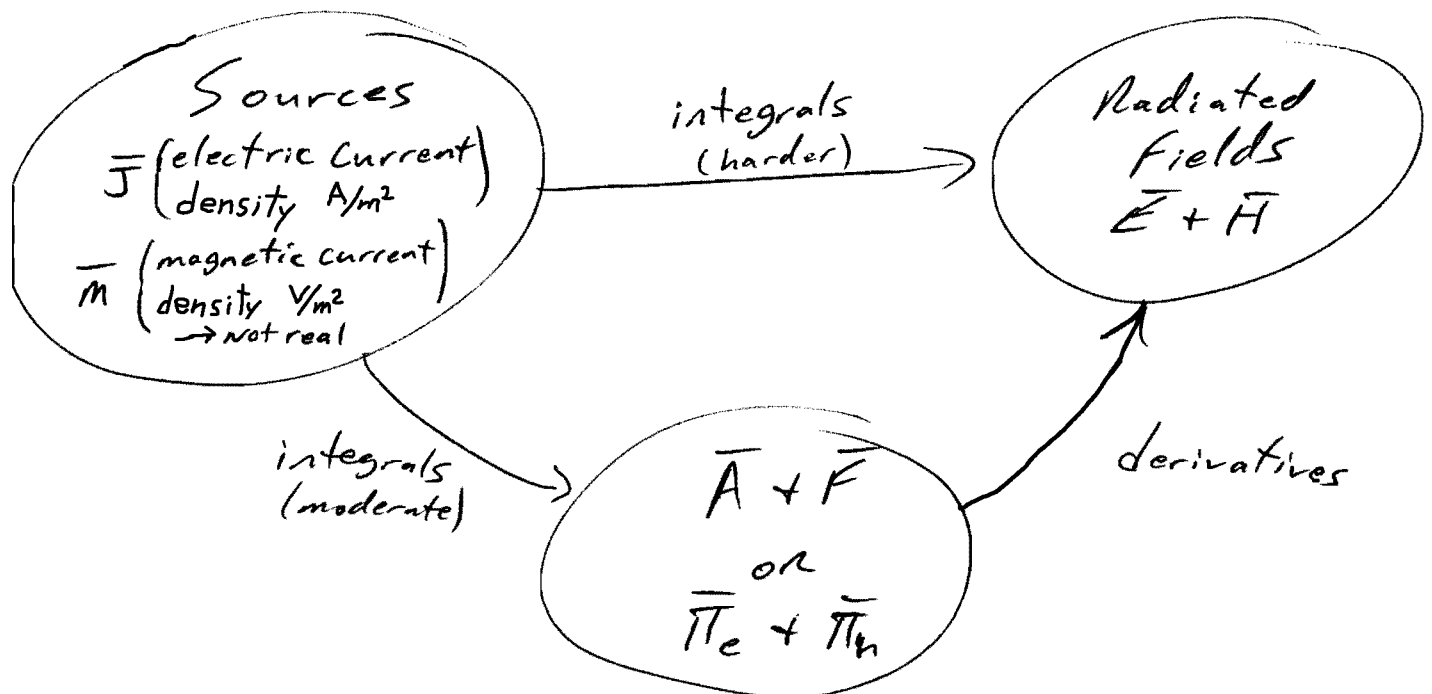 Sources
J̅ (electric current
density A/m²)
m̅ (magnetic current
density V/m²
→ Not real)
integrals
(harder)
Radiated
Fields
E̅ + H̅
integrals
(moderate)
A̅ + F̅
or
π̅e + π̅h
derivatives